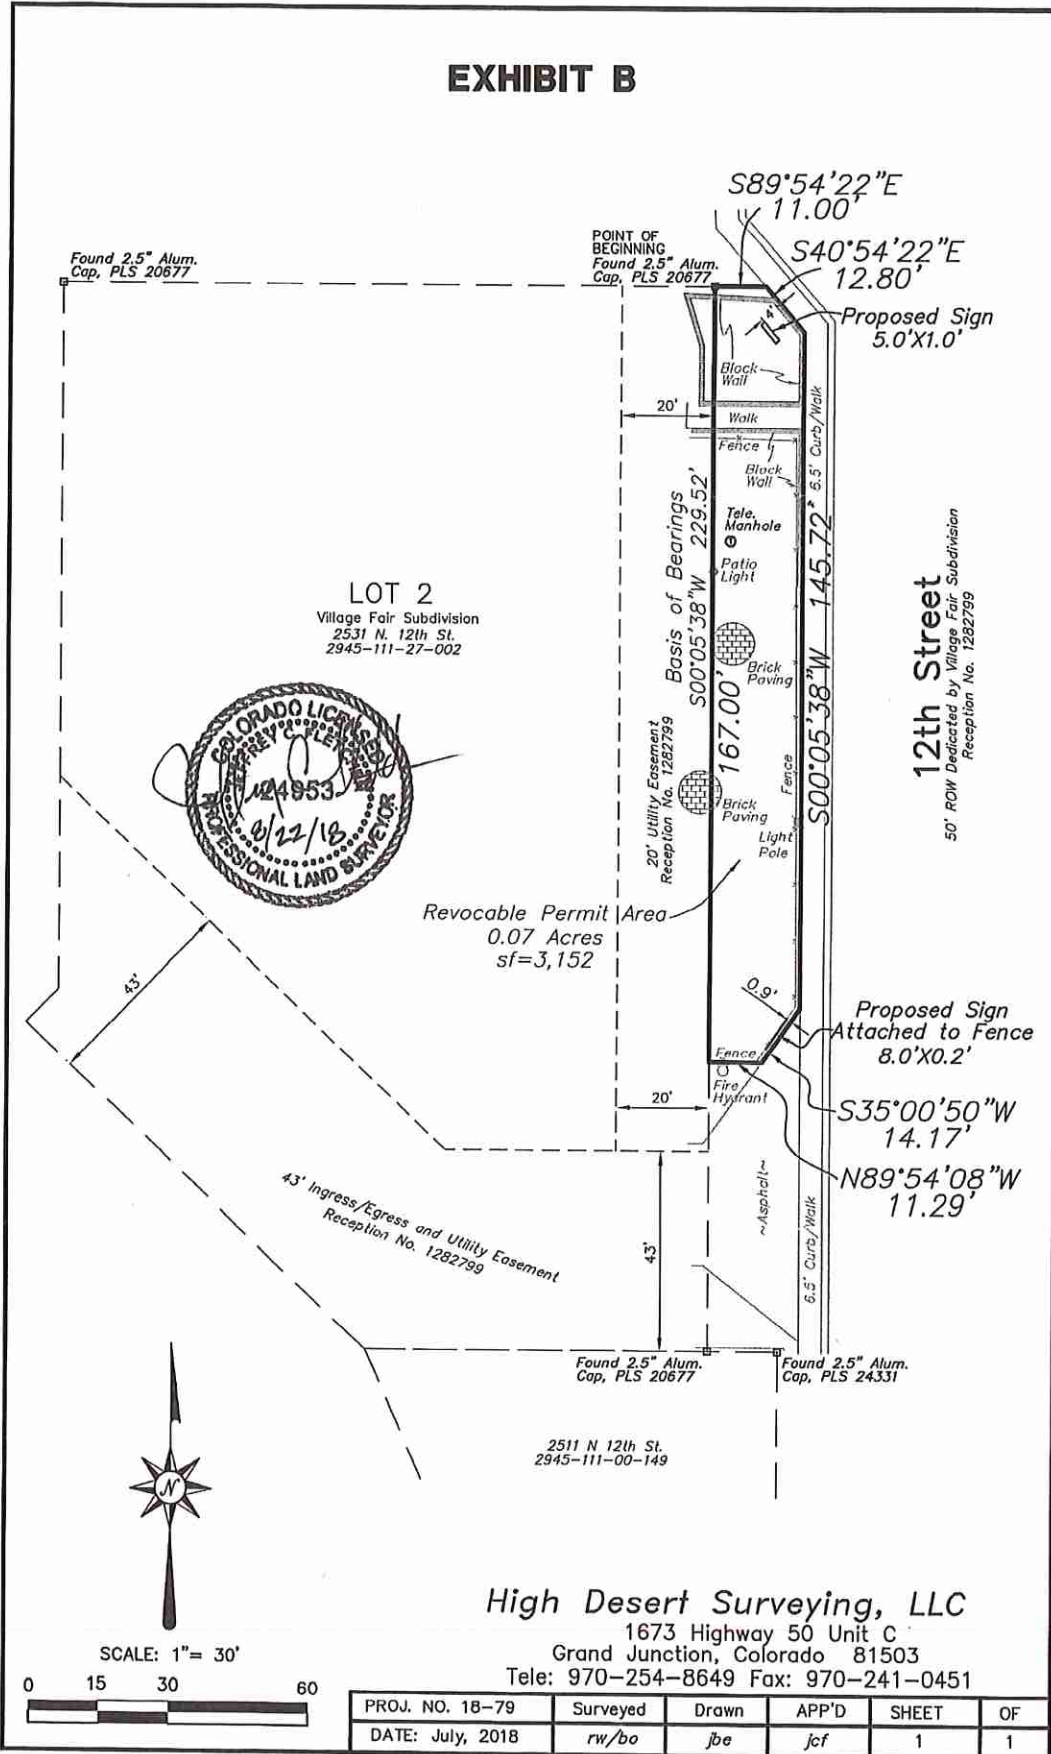 EXHIBIT B
S89°54'22"E
11.00'
POINT OF
BEGINNING
Found 2.5" Alum.
Cap, PLS 20677
Found 2.5" Alum.
Cap, PLS 20677
S40°54'22"E
12.80'
Proposed Sign
5.0'X1.0'
4'
Block
Wall
20'
Walk
Fence
Block
Wall
6.5' Curb/Walk
Tele.
Manhole
Patio
Light
Basis of Bearings
S00°05'38"W 229.52'
167.00'
S00°05'38"W 145.72'
12th Street
50' ROW Dedicated by Village Fair Subdivision
Reception No. 1282799
LOT 2
Village Fair Subdivision
2531 N. 12th St.
2945-111-27-002
Brick
Paving
COLORADO LICENSED
JEFFREY C. FLETCHER
24953
8/22/18
PROFESSIONAL LAND SURVEYOR
20' Utility Easement
Reception No. 1282799
Fence
Brick
Paving
Light
Pole
Revocable Permit Area
0.07 Acres
sf=3,152
43'
0.9'
Proposed Sign
Attached to Fence
8.0'X0.2'
Fence
Fire
Hydrant
20'
S35°00'50"W
14.17'
N89°54'08"W
11.29'
~Asphalt~
43' Ingress/Egress and Utility Easement
Reception No. 1282799
43'
6.5' Curb/Walk
Found 2.5" Alum.
Cap, PLS 20677
Found 2.5" Alum.
Cap, PLS 24331
2511 N 12th St.
2945-111-00-149
N
High Desert Surveying, LLC
1673 Highway 50 Unit C
Grand Junction, Colorado 81503
Tele: 970-254-8649 Fax: 970-241-0451
SCALE: 1"= 30'
0 15 30 60
PROJ. NO. 18-79 Surveyed Drawn APP'D SHEET OF
DATE: July, 2018 rw/bo jbe jcf 1 1